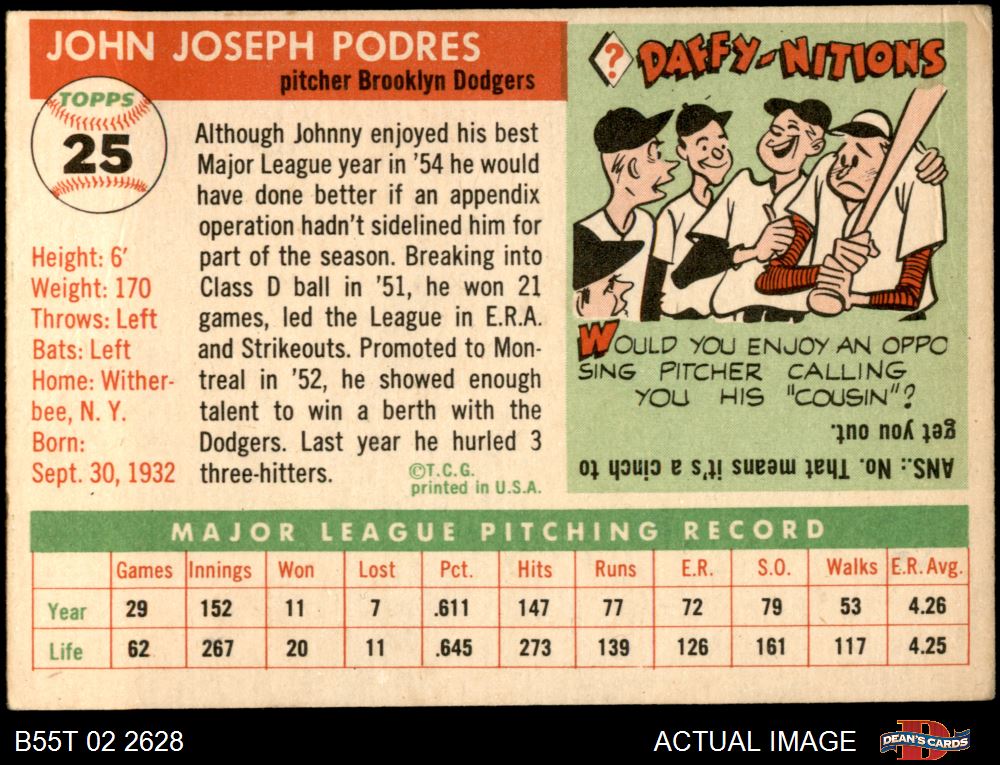 JOHN JOSEPH PODRES
pitcher Brooklyn Dodgers
TOPPS
25
Although Johnny enjoyed his best
Major League year in '54 he would
have done better if an appendix
operation hadn't sidelined him for
part of the season. Breaking into
Class D ball in '51, he won 21
games, led the League in E.R.A.
and Strikeouts. Promoted to Mon-
treal in '52, he showed enough
talent to win a berth with the
Dodgers. Last year he hurled 3
three-hitters.
©T.C.G.
printed in U.S.A.
Height: 6'
Weight: 170
Throws: Left
Bats: Left
Home: Wither-
bee, N. Y.
Born:
Sept. 30, 1932
? DAFFY-NITIONS
WOULD YOU ENJOY AN OPPO
SING PITCHER CALLING
YOU HIS "COUSIN"?
ANS.: No. That means it's a cinch to
get you out.
MAJOR LEAGUE PITCHING RECORD
Games Innings Won Lost Pct. Hits Runs E.R. S.O. Walks E.R. Avg.
Year 29 152 11 7 .611 147 77 72 79 53 4.26
Life 62 267 20 11 .645 273 139 126 161 117 4.25
B55T 02 2628
ACTUAL IMAGE
DEAN'S CARDS